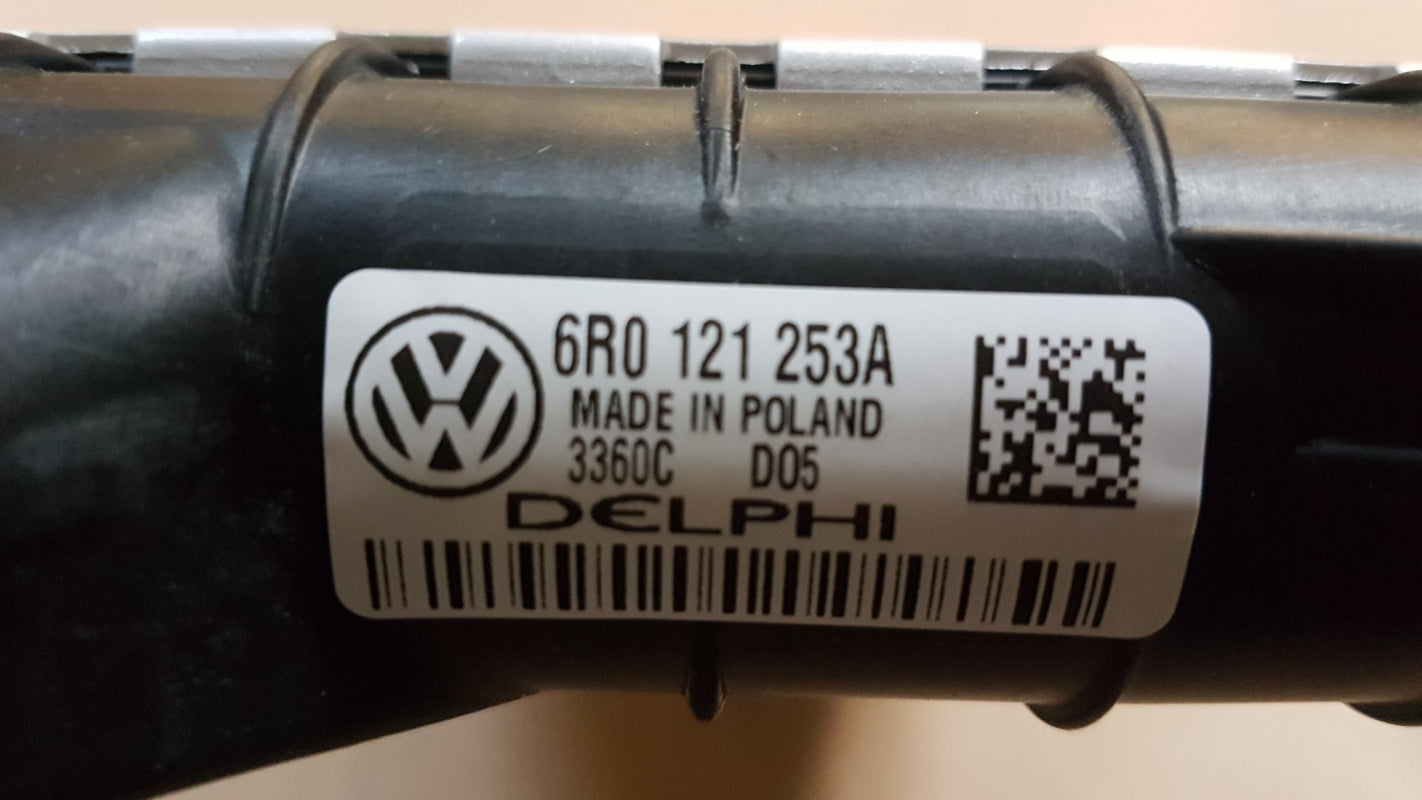 6R0 121 253A
MADE IN POLAND
3360C D05
DELPHI